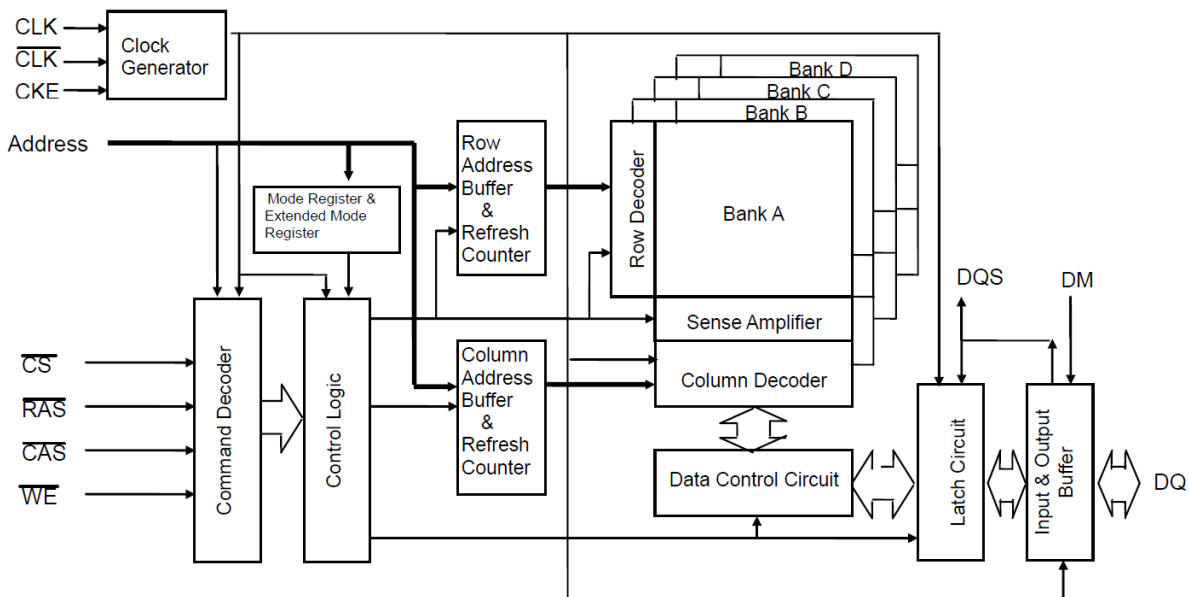 CLK
CLK
CKE
Clock
Generator
Address
Mode Register &
Extended Mode
Register
Row
Address
Buffer
&
Refresh
Counter
Row Decoder
Bank D
Bank C
Bank B
Bank A
Sense Amplifier
Column Decoder
CS
RAS
CAS
WE
Command Decoder
Control Logic
Column
Address
Buffer
&
Refresh
Counter
Data Control Circuit
DQS
DM
Latch Circuit
Input & Output
Buffer
DQ